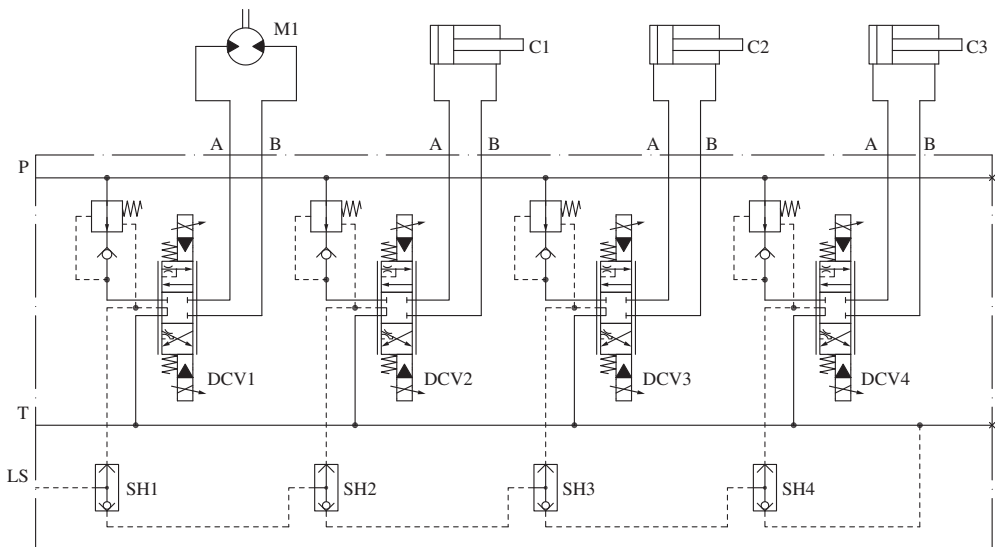 M1 C1 C2 C3
A B A B A B A B
P
DCV1 DCV2 DCV3 DCV4
T
LS
SH1 SH2 SH3 SH4